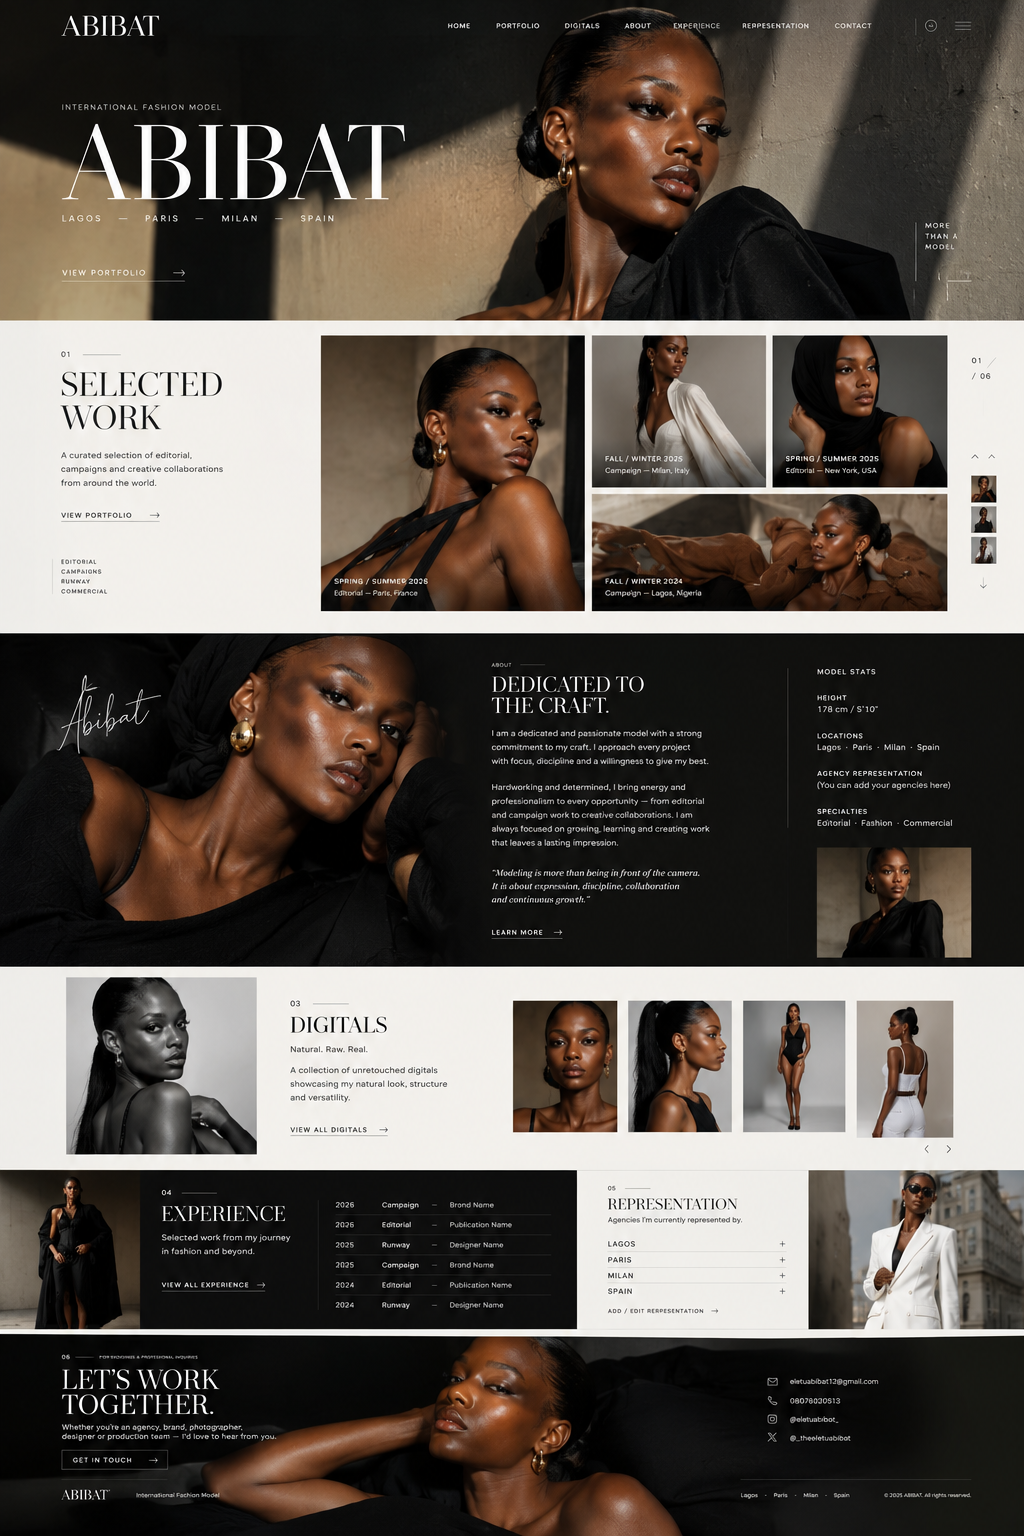 ABIBAT
HOME PORTFOLIO DIGITALS ABOUT EXPERIENCE REPRESENTATION CONTACT
INTERNATIONAL FASHION MODEL
ABIBAT
LAGOS — PARIS — MILAN — SPAIN
VIEW PORTFOLIO →
MORE
THAN A
MODEL
01
SELECTED
WORK
A curated selection of editorial,
campaigns and creative collaborations
from around the world.
VIEW PORTFOLIO →
EDITORIAL
CAMPAIGNS
RUNWAY
COMMERCIAL
SPRING / SUMMER 2026
Editorial — Paris, France
FALL / WINTER 2025
Campaign — Milan, Italy
SPRING / SUMMER 2025
Editorial — New York, USA
FALL / WINTER 2024
Campaign — Lagos, Nigeria
01
/ 06
Abibat
ABOUT
DEDICATED TO
THE CRAFT.
I am a dedicated and passionate model with a strong
commitment to my craft. I approach every project
with focus, discipline and a willingness to give my best.
Hardworking and determined, I bring energy and
professionalism to every opportunity — from editorial
and campaign work to creative collaborations. I am
always focused on growing, learning and creating work
that leaves a lasting impression.
"Modeling is more than being in front of the camera.
It is about expression, discipline, collaboration
and continuous growth."
LEARN MORE →
MODEL STATS
HEIGHT
178 cm / 5'10"
LOCATIONS
Lagos · Paris · Milan · Spain
AGENCY REPRESENTATION
(You can add your agencies here)
SPECIALTIES
Editorial · Fashion · Commercial
03
DIGITALS
Natural. Raw. Real.
A collection of unretouched digitals
showcasing my natural look, structure
and versatility.
VIEW ALL DIGITALS →
04
EXPERIENCE
Selected work from my journey
in fashion and beyond.
VIEW ALL EXPERIENCE →
2026 Campaign — Brand Name
2026 Editorial — Publication Name
2025 Runway — Designer Name
2025 Campaign — Brand Name
2024 Editorial — Publication Name
2024 Runway — Designer Name
05
REPRESENTATION
Agencies I'm currently represented by.
LAGOS +
PARIS +
MILAN +
SPAIN +
ADD / EDIT REPRESENTATION →
06 FOR BOOKINGS & PROFESSIONAL INQUIRIES
LET'S WORK
TOGETHER.
Whether you're an agency, brand, photographer,
designer or production team — I'd love to hear from you.
GET IN TOUCH →
eletuabibat12@gmail.com
08078020513
@eletuabibat_
@_theeletuabibat
ABIBAT International Fashion Model
Lagos · Paris · Milan · Spain © 2025 ABIBAT. All rights reserved.